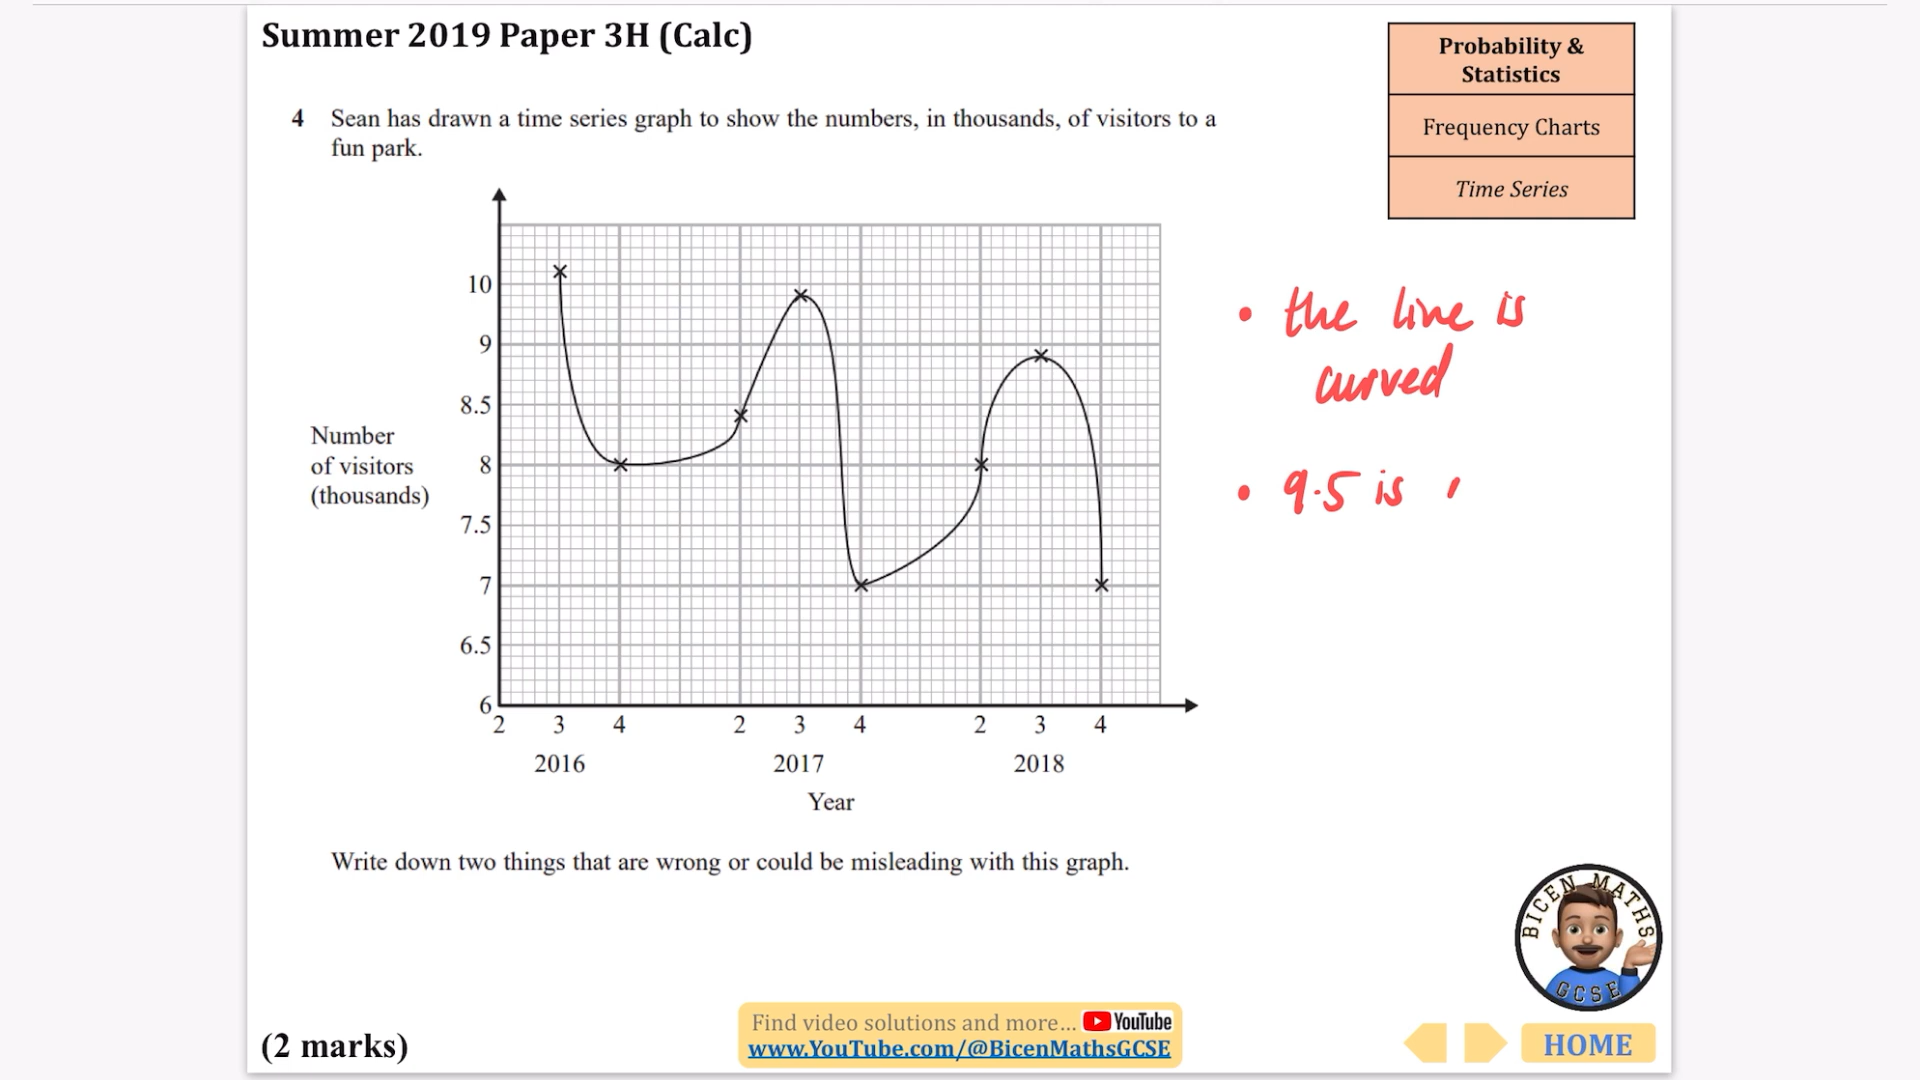 Summer 2019 Paper 3H (Calc)
Probability &
Statistics
Frequency Charts
Time Series
4 Sean has drawn a time series graph to show the numbers, in thousands, of visitors to a
fun park.
10
9
8.5
8
7.5
7
6.5
6
Number
of visitors
(thousands)
2 3 4 2 3 4 2 3 4
2016 2017 2018
Year
• the line is
curved
• 9.5 is
Write down two things that are wrong or could be misleading with this graph.
(2 marks)
BICEN MATHS
GCSE
Find video solutions and more... YouTube
www.YouTube.com/@BicenMathsGCSE
HOME